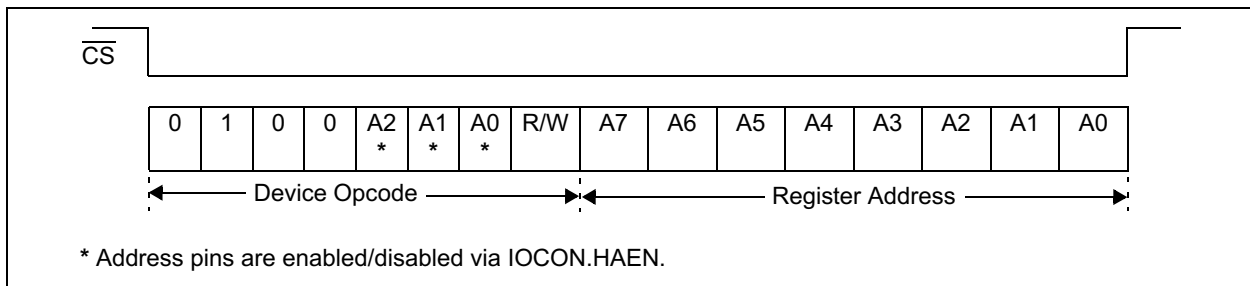 CS
0 1 0 0 A2 A1 A0 R/W A7 A6 A5 A4 A3 A2 A1 A0
* * *
Device Opcode Register Address
* Address pins are enabled/disabled via IOCON.HAEN.